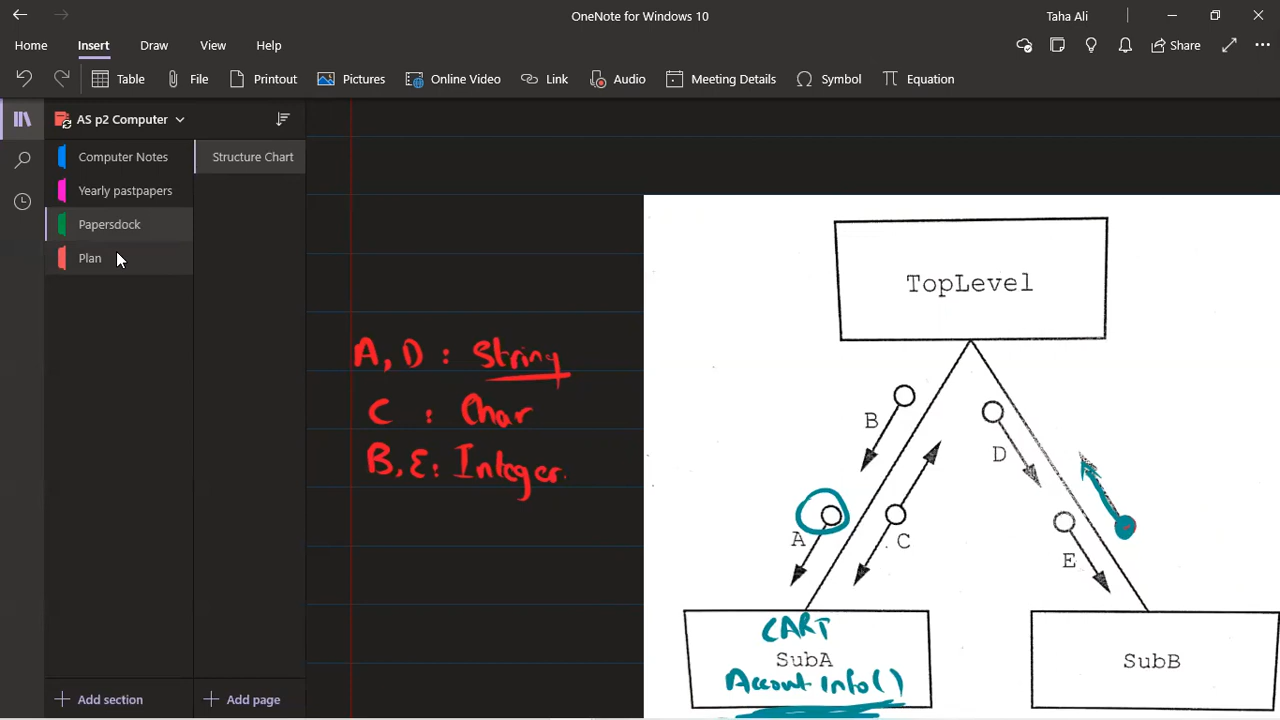 OneNote for Windows 10
Taha Ali
Home Insert Draw View Help
Share
Table File Printout Pictures Online Video Link Audio Meeting Details Symbol Equation
AS p2 Computer
Computer Notes
Yearly pastpapers
Papersdock
Plan
Structure Chart
TopLevel
A, D : String
C : Char
B, E : Integer.
B
D
A
C
E
CART
SubA
Account Info()
SubB
Add section
Add page